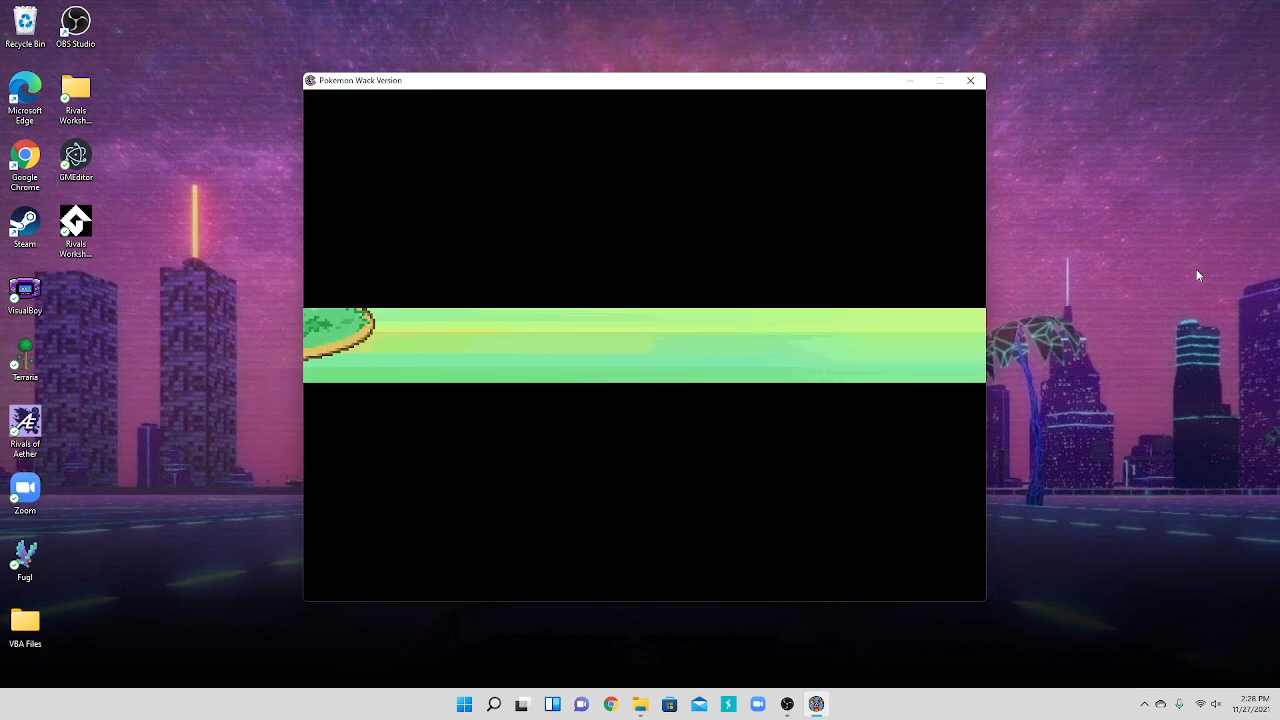 Recycle Bin
OBS Studio
Pokemon Wack Version
Microsoft
Edge
Rivals
Worksh...
Google
Chrome
GMEditor
Steam
Rivals
Worksh...
VisualBoy
Terraria
Rivals of
Aether
Zoom
Fugl
VBA Files
2:28 PM
11/27/2021